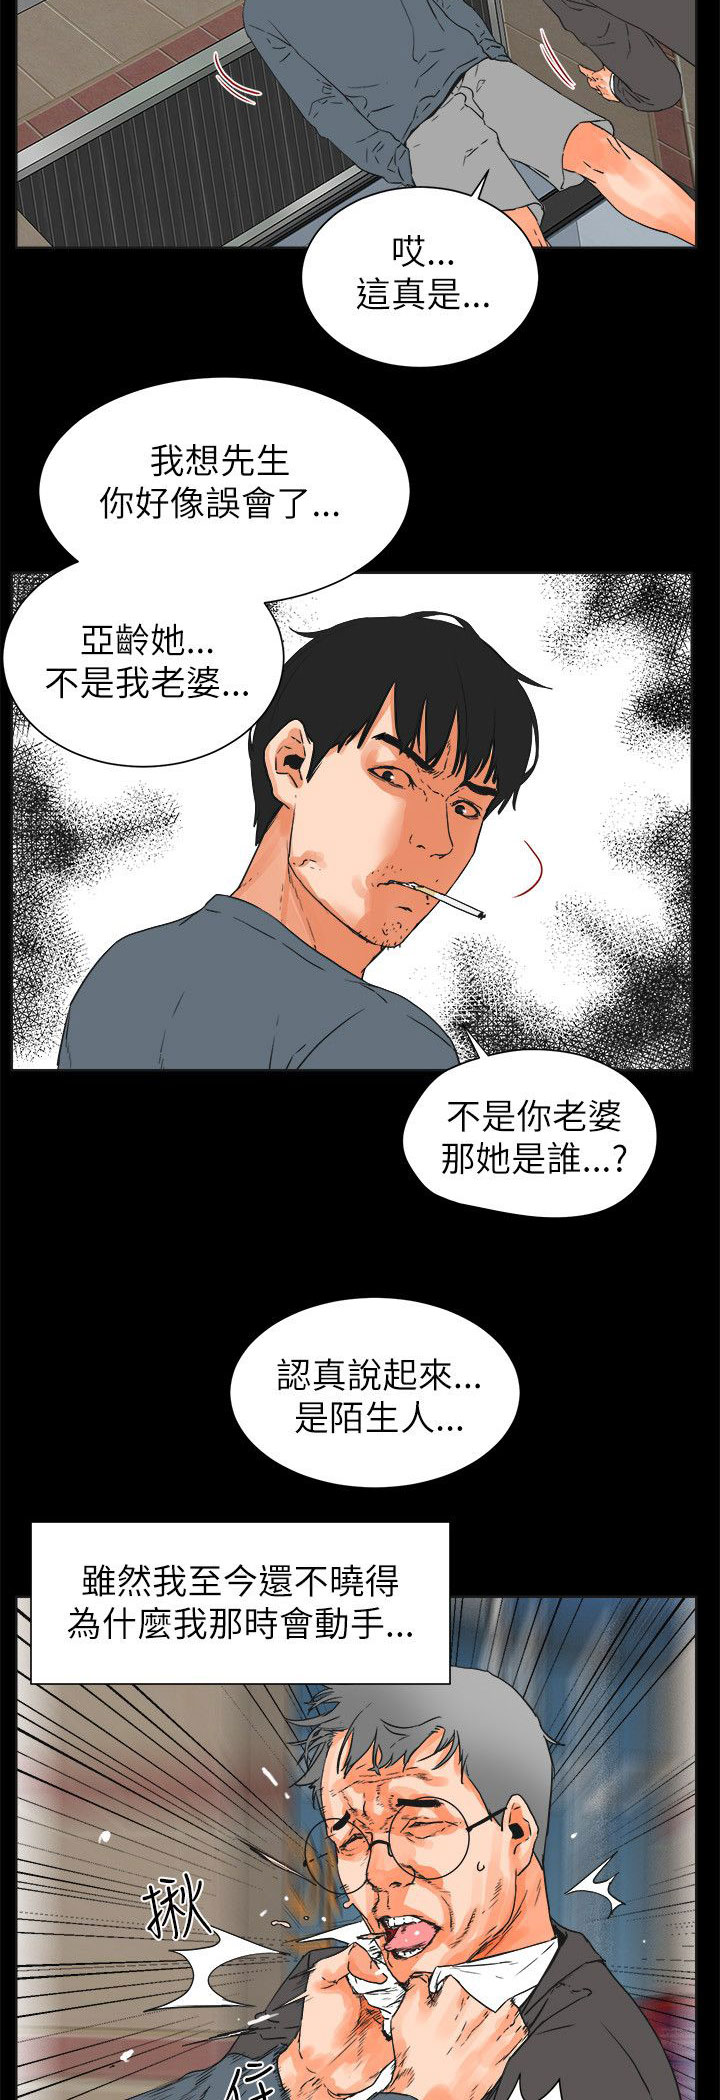 哎...
這真是...
我想先生
你好像誤會了...
亞齡她...
不是我老婆...
不是你老婆
那她是誰...?
認真說起來...
是陌生人...
雖然我至今還不曉得
為什麼我那時會動手...
揪
住